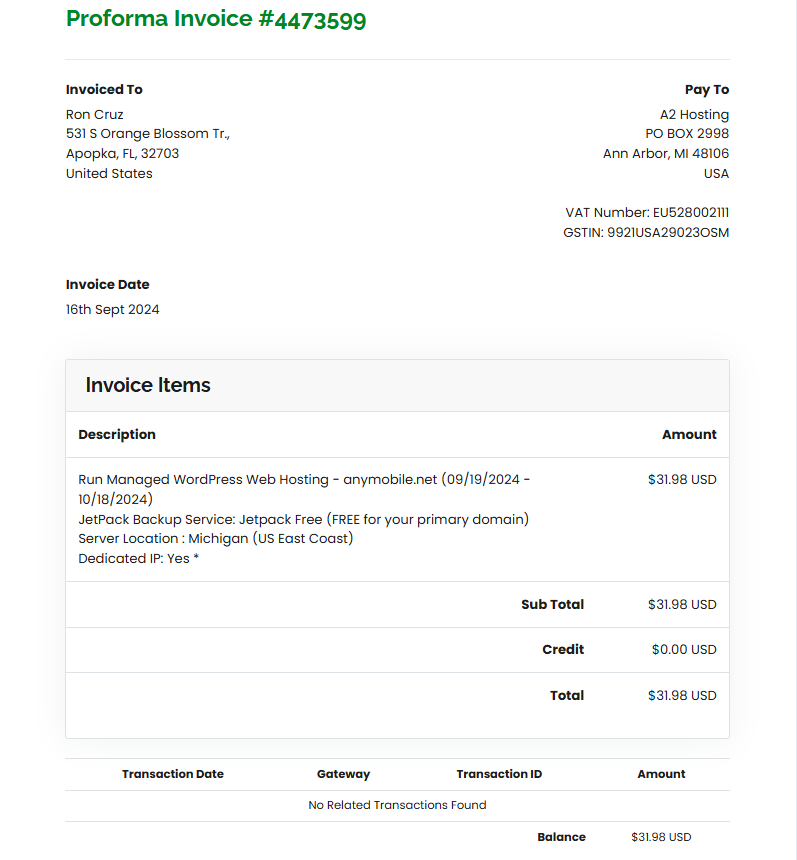 Proforma Invoice #4473599
Invoiced To
Ron Cruz
531 S Orange Blossom Tr.,
Apopka, FL, 32703
United States
Pay To
A2 Hosting
PO BOX 2998
Ann Arbor, MI 48106
USA
VAT Number: EU528002111
GSTIN: 9921USA29023OSM
Invoice Date
16th Sept 2024
Invoice Items
Description Amount
Run Managed WordPress Web Hosting - anymobile.net (09/19/2024 - $31.98 USD
10/18/2024)
JetPack Backup Service: Jetpack Free (FREE for your primary domain)
Server Location : Michigan (US East Coast)
Dedicated IP: Yes *
Sub Total $31.98 USD
Credit $0.00 USD
Total $31.98 USD
Transaction Date Gateway Transaction ID Amount
No Related Transactions Found
Balance $31.98 USD